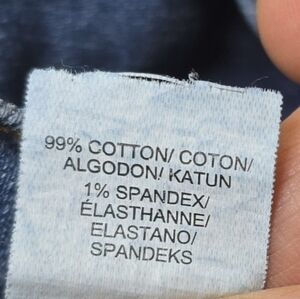 99% COTTON/ COTON/
ALGODON/ KATUN
1% SPANDEX/
ÉLASTHANNE/
ELASTANO/
SPANDEKS